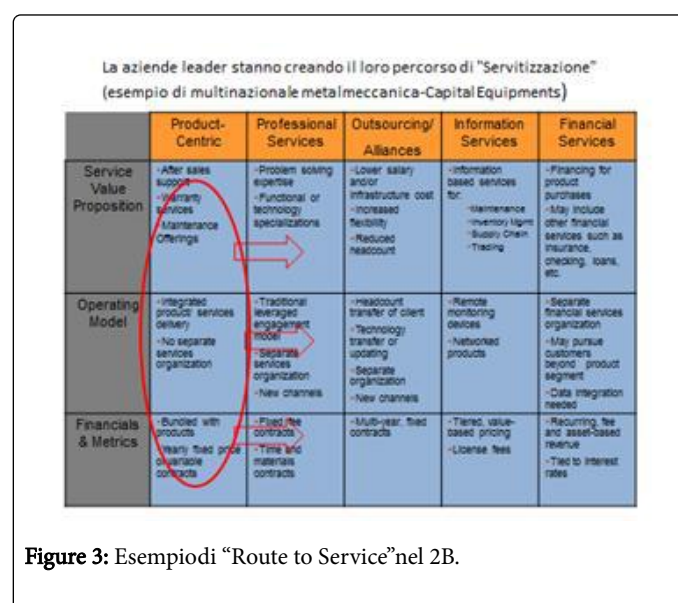 La aziende leader stanno creando il loro percorso di "Servitizzazione"
(esempio di multinazionale metalmeccanica-Capital Equipments)
Product-Centric
Professional Services
Outsourcing/ Alliances
Information Services
Financial Services
Service Value Proposition
-After sales support
-Warranty services
-Maintenance Offerings
-Problem solving expertise
-Functional or technology specializations
-Lower salary and/or infrastructure cost
-Increased flexibility
-Reduced headcount
-Information based services for:
-Maintenance
-Inventory Mgmt
-Supply Chain
-Trading
-Financing for product purchases
-May include other financial services such as insurance, checking, loans, etc.
Operating Model
-Integrated product/ services delivery
-No separate services organization
-Traditional leveraged engagement model
-Separate services organization
-New channels
-Headcount transfer of client
-Technology transfer or updating
-Separate organization
-New channels
-Remote monitoring devices
-Networked products
-Separate financial services organization
-May pursue customers beyond product segment
-Data integration needed
Financials & Metrics
-Bundled with products
-Yearly fixed price or variable contracts
-Fixed fee contracts
-Time and materials contracts
-Multi-year, fixed contracts
-Tiered, value-based pricing
-License fees
-Recurring, fee and asset-based revenue
-Tied to interest rates
Figure 3: Esempiodi “Route to Service”nel 2B.